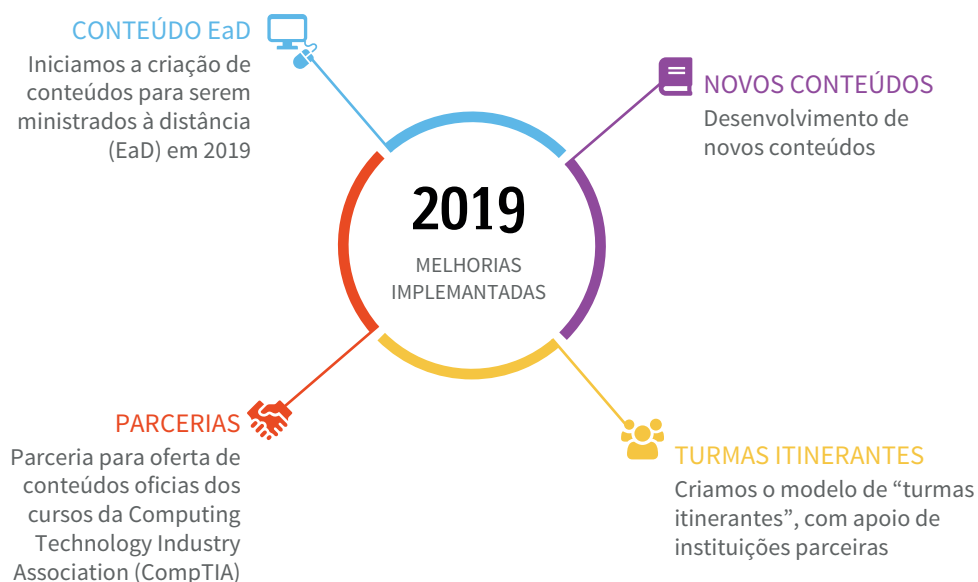 CONTEÚDO EaD
Iniciamos a criação de
conteúdos para serem
ministrados à distância
(EaD) em 2019
NOVOS CONTEÚDOS
Desenvolvimento de
novos conteúdos
2019
MELHORIAS
IMPLEMANTADAS
PARCERIAS
Parceria para oferta de
conteúdos oficias dos
cursos da Computing
Technology Industry
Association (CompTIA)
TURMAS ITINERANTES
Criamos o modelo de “turmas
itinerantes”, com apoio de
instituições parceiras